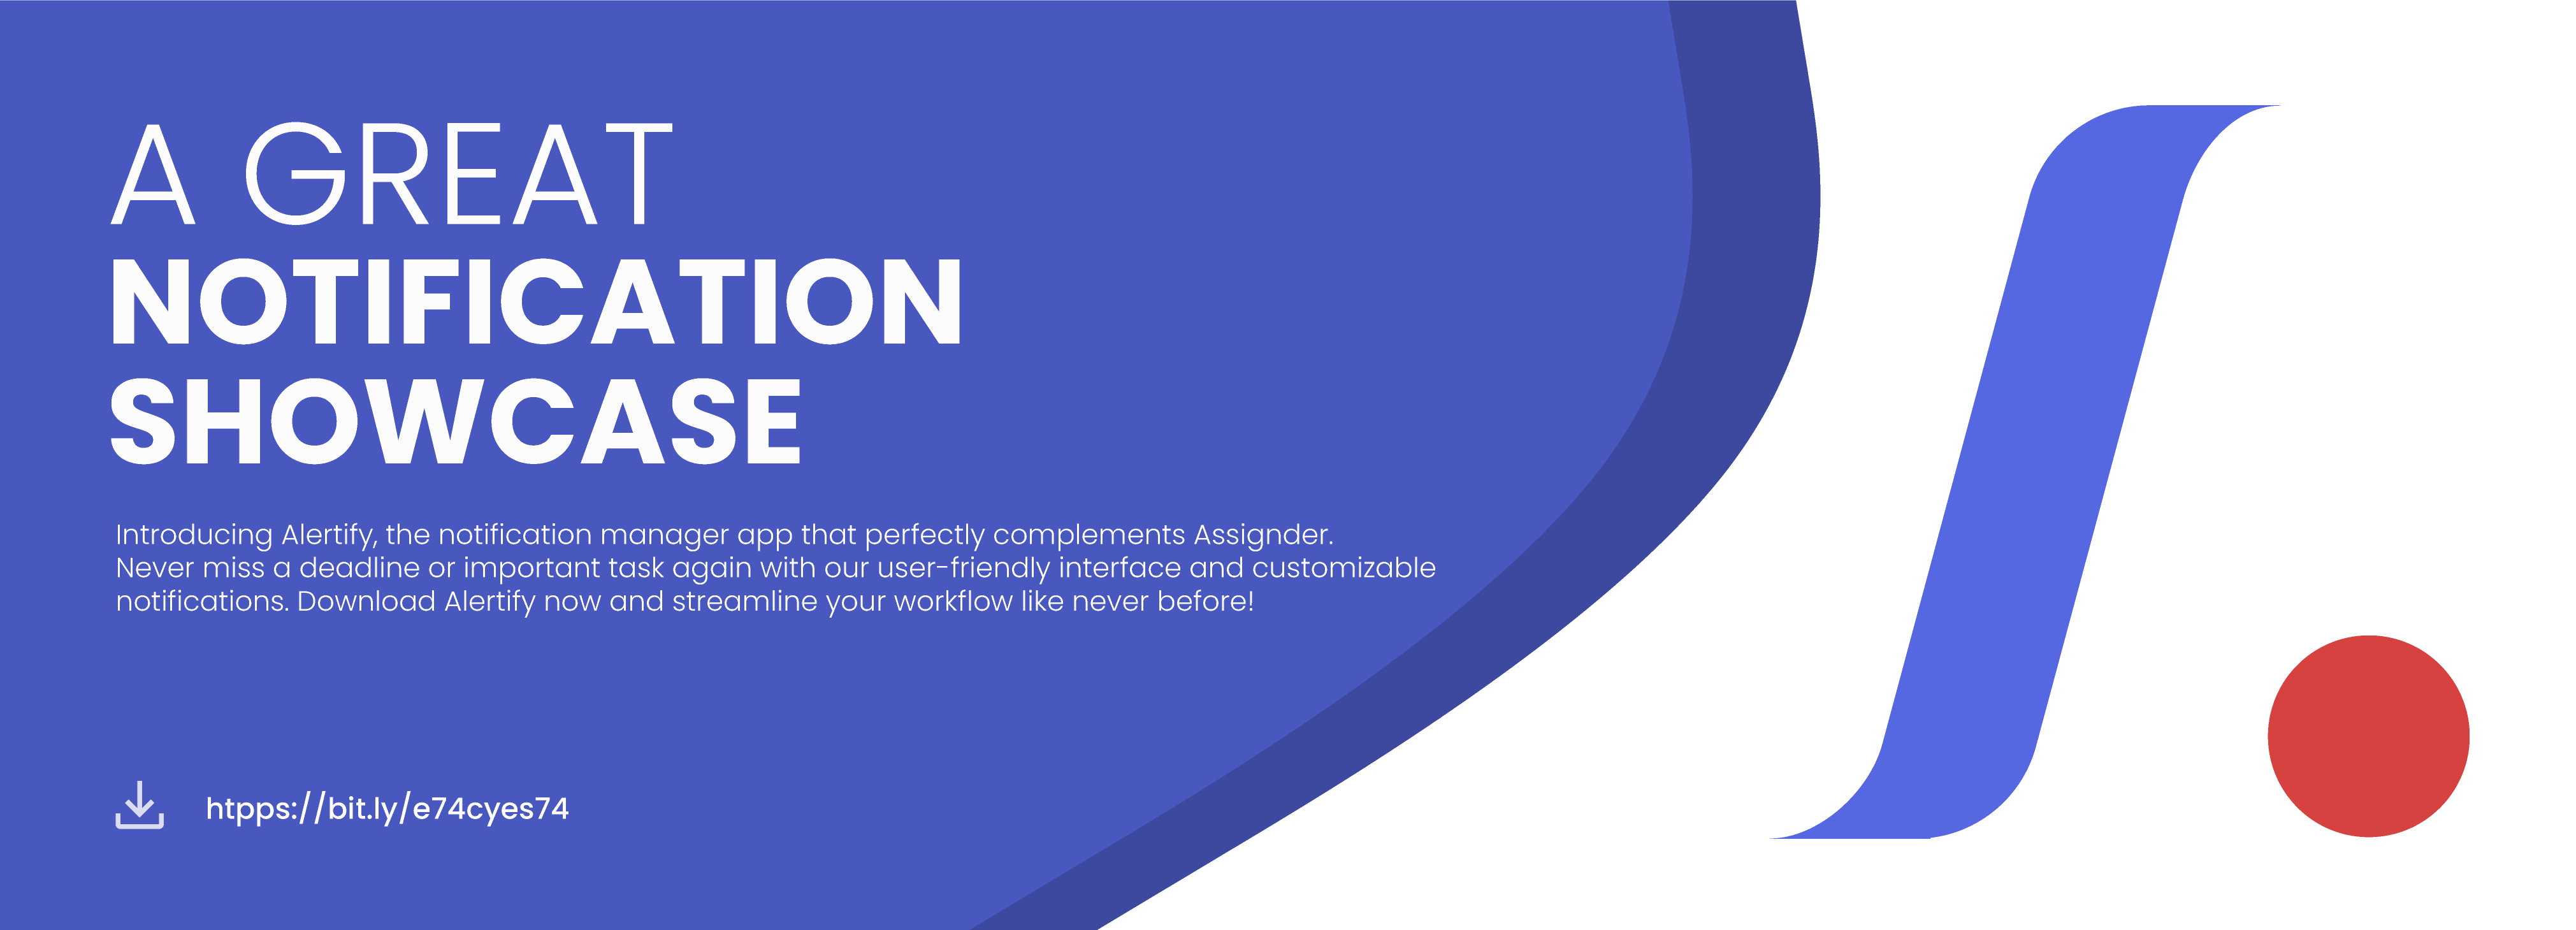 A GREAT
NOTIFICATION
SHOWCASE
Introducing Alertify, the notification manager app that perfectly complements Assignder.
Never miss a deadline or important task again with our user-friendly interface and customizable
notifications. Download Alertify now and streamline your workflow like never before!
htpps://bit.ly/e74cyes74